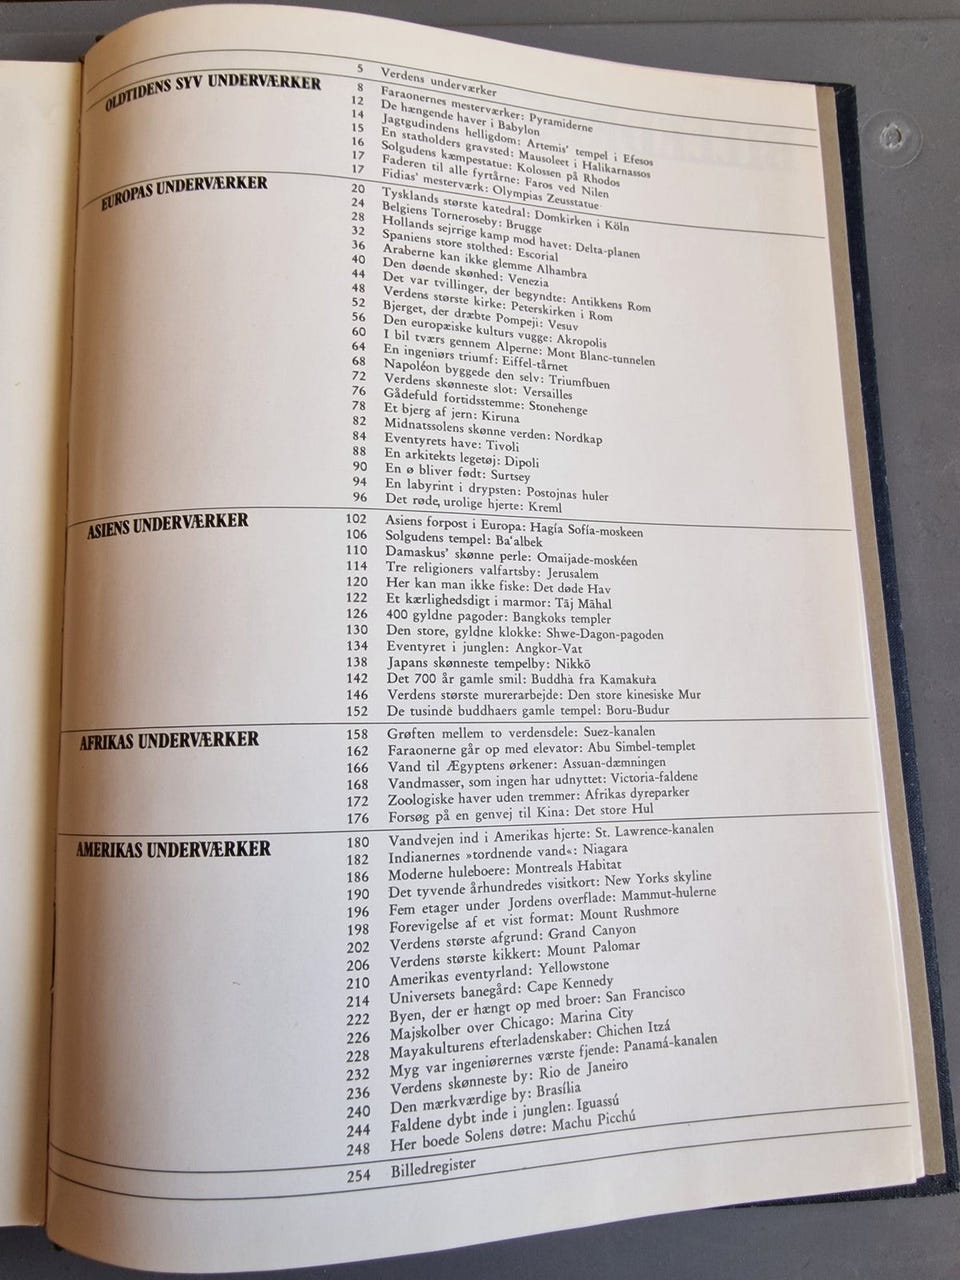 5 Verdens underværker
OLDTIDENS SYV UNDERVÆRKER 8 Faraonernes mesterværker: Pyramiderne
12 De hængende haver i Babylon
14 Jagtgudindens helligdom: Artemis' tempel i Efesos
15 En statholders gravsted: Mausoleet i Halikarnassos
16 Solgudens kæmpestatue: Kolossen på Rhodos
17 Faderen til alle fyrtårne: Faros ved Nilen
17 Fidias' mesterværk: Olympias Zeusstatue
EUROPAS UNDERVÆRKER 20 Tysklands største katedral: Domkirken i Köln
24 Belgiens Torneroseby: Brugge
28 Hollands sejrrige kamp mod havet: Delta-planen
32 Spaniens store stolthed: Escorial
36 Araberne kan ikke glemme Alhambra
40 Den døende skønhed: Venezia
44 Det var tvillinger, der begyndte: Antikkens Rom
48 Verdens største kirke: Peterskirken i Rom
52 Bjerget, der dræbte Pompeji: Vesuv
56 Den europæiske kulturs vugge: Akropolis
60 I bil tværs gennem Alperne: Mont Blanc-tunnelen
64 En ingeniørs triumf: Eiffel-tårnet
68 Napoléon byggede den selv: Triumfbuen
72 Verdens skønneste slot: Versailles
76 Gådefuld fortidsstemme: Stonehenge
78 Et bjerg af jern: Kiruna
82 Midnatssolens skønne verden: Nordkap
84 Eventyrets have: Tivoli
88 En arkitekts legetøj: Dipoli
90 En ø bliver født: Surtsey
94 En labyrint i drypsten: Postojnas huler
96 Det røde, urolige hjerte: Kreml
ASIENS UNDERVÆRKER 102 Asiens forpost i Europa: Hagía Sofía-moskeen
106 Solgudens tempel: Ba'albek
110 Damaskus' skønne perle: Omaijade-moskéen
114 Tre religioners valfartsby: Jerusalem
120 Her kan man ikke fiske: Det døde Hav
122 Et kærlighedsdigt i marmor: Tāj Māhal
126 400 gyldne pagoder: Bangkoks templer
130 Den store, gyldne klokke: Shwe-Dagon-pagoden
134 Eventyret i junglen: Angkor-Vat
138 Japans skønneste tempelby: Nikkō
142 Det 700 år gamle smil: Buddha fra Kamakura
146 Verdens største murerarbejde: Den store kinesiske Mur
152 De tusinde buddhaers gamle tempel: Boru-Budur
AFRIKAS UNDERVÆRKER 158 Grøften mellem to verdensdele: Suez-kanalen
162 Faraonerne går op med elevator: Abu Simbel-templet
166 Vand til Ægyptens ørkener: Assuan-dæmningen
168 Vandmasser, som ingen har udnyttet: Victoria-faldene
172 Zoologiske haver uden tremmer: Afrikas dyreparker
176 Forsøg på en genvej til Kina: Det store Hul
AMERIKAS UNDERVÆRKER 180 Vandvejen ind i Amerikas hjerte: St. Lawrence-kanalen
182 Indianernes »tordnende vand«: Niagara
186 Moderne huleboere: Montreals Habitat
190 Det tyvende århundredes visitkort: New Yorks skyline
196 Fem etager under Jordens overflade: Mammut-hulerne
198 Forevigelse af et vist format: Mount Rushmore
202 Verdens største afgrund: Grand Canyon
206 Verdens største kikkert: Mount Palomar
210 Amerikas eventyrland: Yellowstone
214 Universets banegård: Cape Kennedy
222 Byen, der er hængt op med broer: San Francisco
226 Majskolber over Chicago: Marina City
228 Mayakulturens efterladenskaber: Chichen Itzá
232 Myg var ingeniørernes værste fjende: Panamá-kanalen
236 Verdens skønneste by: Rio de Janeiro
240 Den mærkværdige by: Brasília
244 Faldene dybt inde i junglen: Iguassú
248 Her boede Solens døtre: Machu Picchú
254 Billedregister